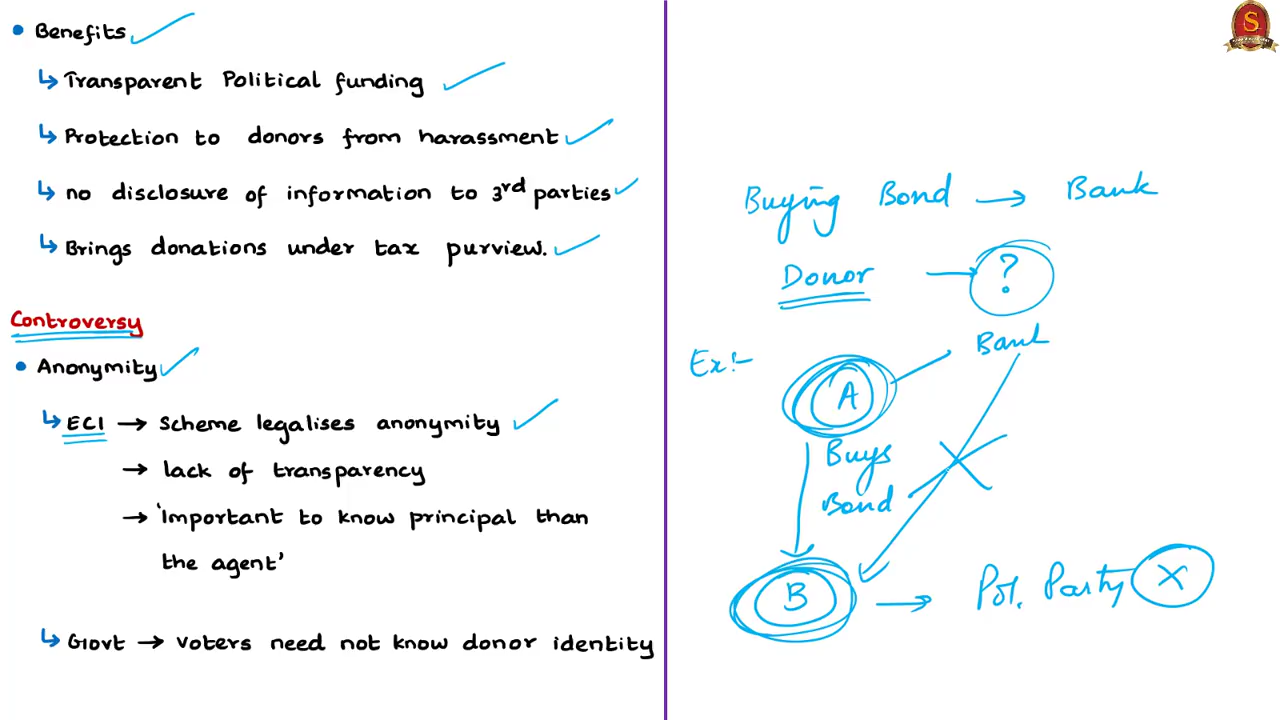 • Benefits
↳ Transparent Political funding
↳ Protection to donors from harassment
↳ no disclosure of information to 3rd parties
↳ Brings donations under tax purview.
Controversy
• Anonymity
↳ ECI → Scheme legalises anonymity
→ lack of transparency
→ 'Important to know principal than
the agent'
↳ Govt → Voters need not know donor identity
Buying Bond → Bank
Donor → ?
Bank
Ex:-
A
Buys
Bond
B → Pol. Party X
S